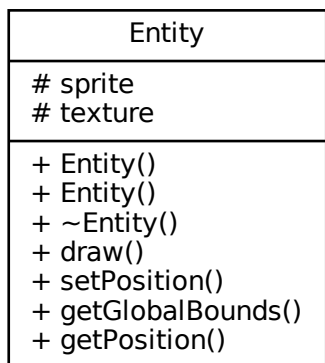 Entity
# sprite
# texture
+ Entity()
+ Entity()
+ ~Entity()
+ draw()
+ setPosition()
+ getGlobalBounds()
+ getPosition()